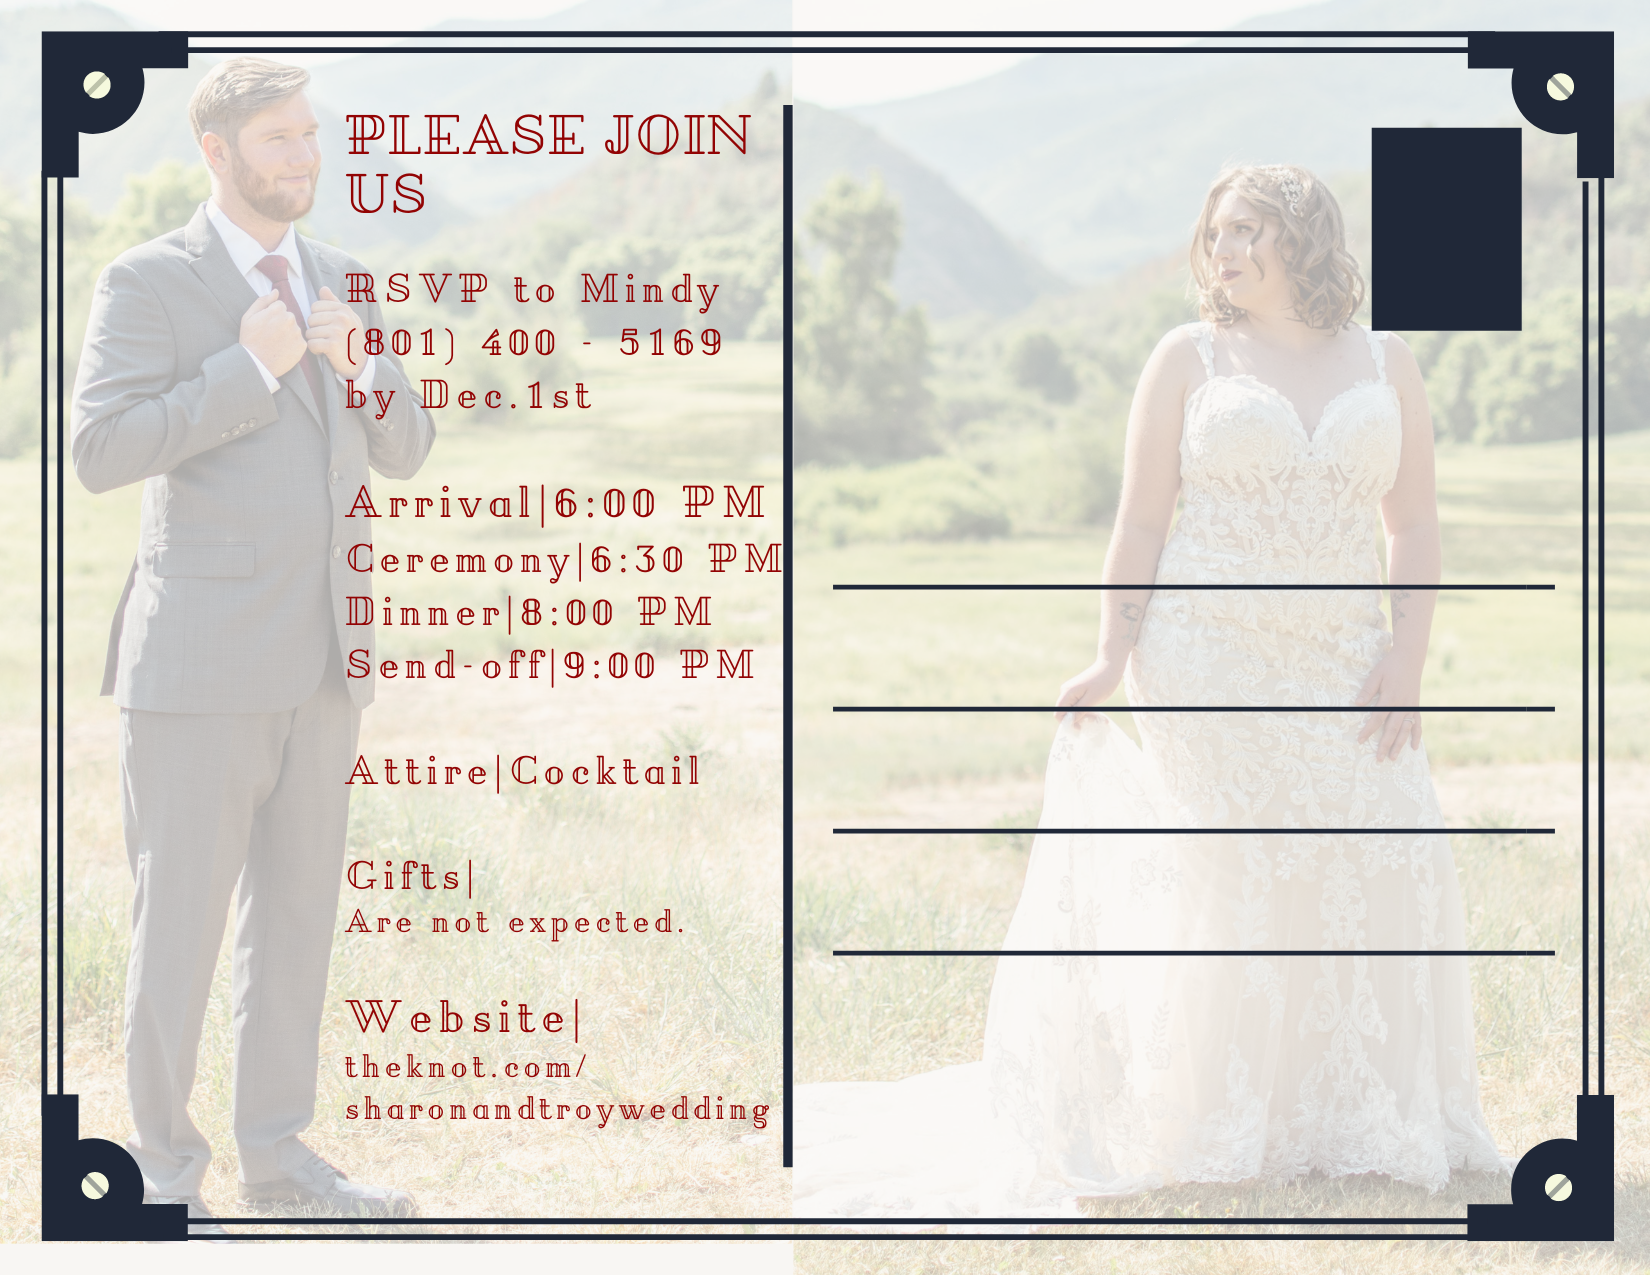 PLEASE JOIN
US
RSVP to Mindy
(801) 400 - 5169
by Dec.1st
Arrival|6:00 PM
Ceremony|6:30 PM
Dinner|8:00 PM
Send-off|9:00 PM
Attire|Cocktail
Gifts|
Are not expected.
Website|
theknot.com/
sharonandtroywedding